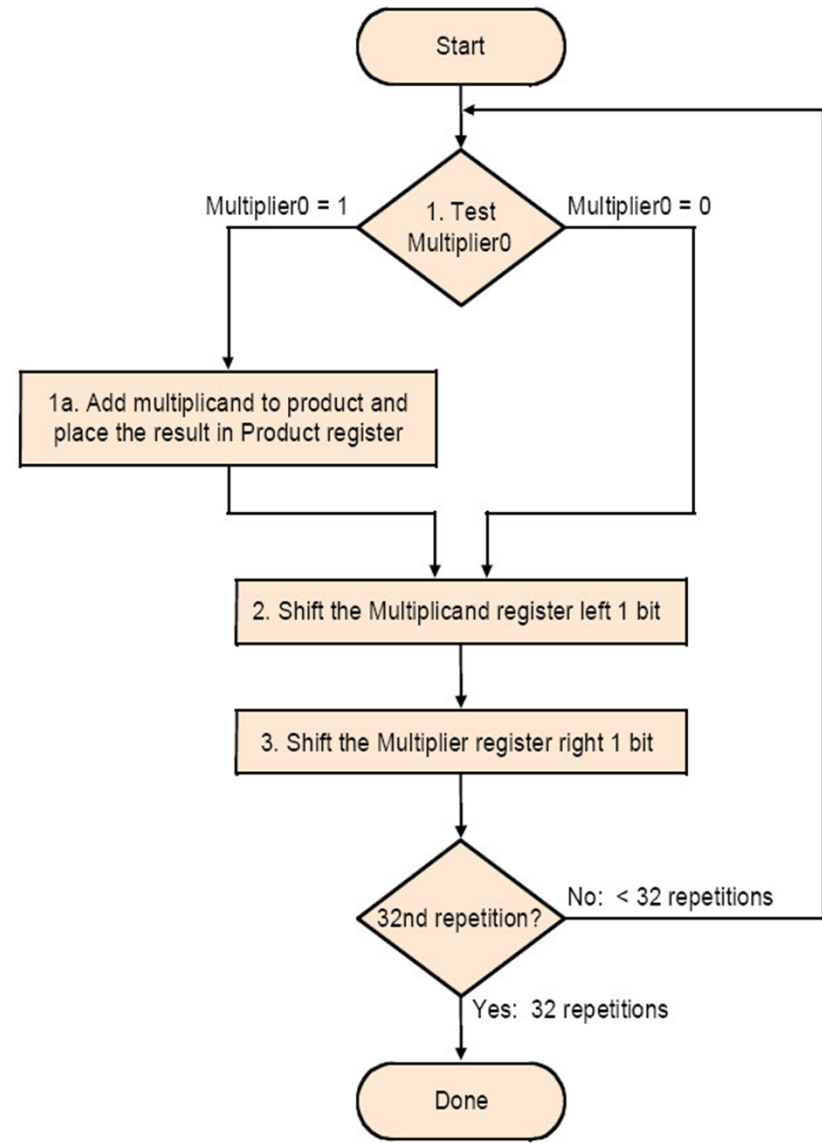 Start
Multiplier0 = 1
1. Test
Multiplier0
Multiplier0 = 0
1a. Add multiplicand to product and
place the result in Product register
2. Shift the Multiplicand register left 1 bit
3. Shift the Multiplier register right 1 bit
32nd repetition?
No: < 32 repetitions
Yes: 32 repetitions
Done